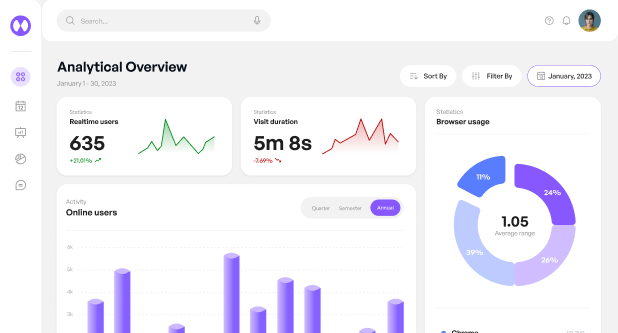 Search...
Analytical Overview
January 1 - 30, 2023
Sort By
Filter By
12
January, 2023
12
Statistics
Realtime users
635
+21.01%
Statistics
Visit duration
5m 8s
-7.69%
Statistics
Browser usage
11%
24%
1.05
Average range
39%
26%
Activity
Online users
Quarter
Semester
Annual
6k
5k
4k
3k
Chrome